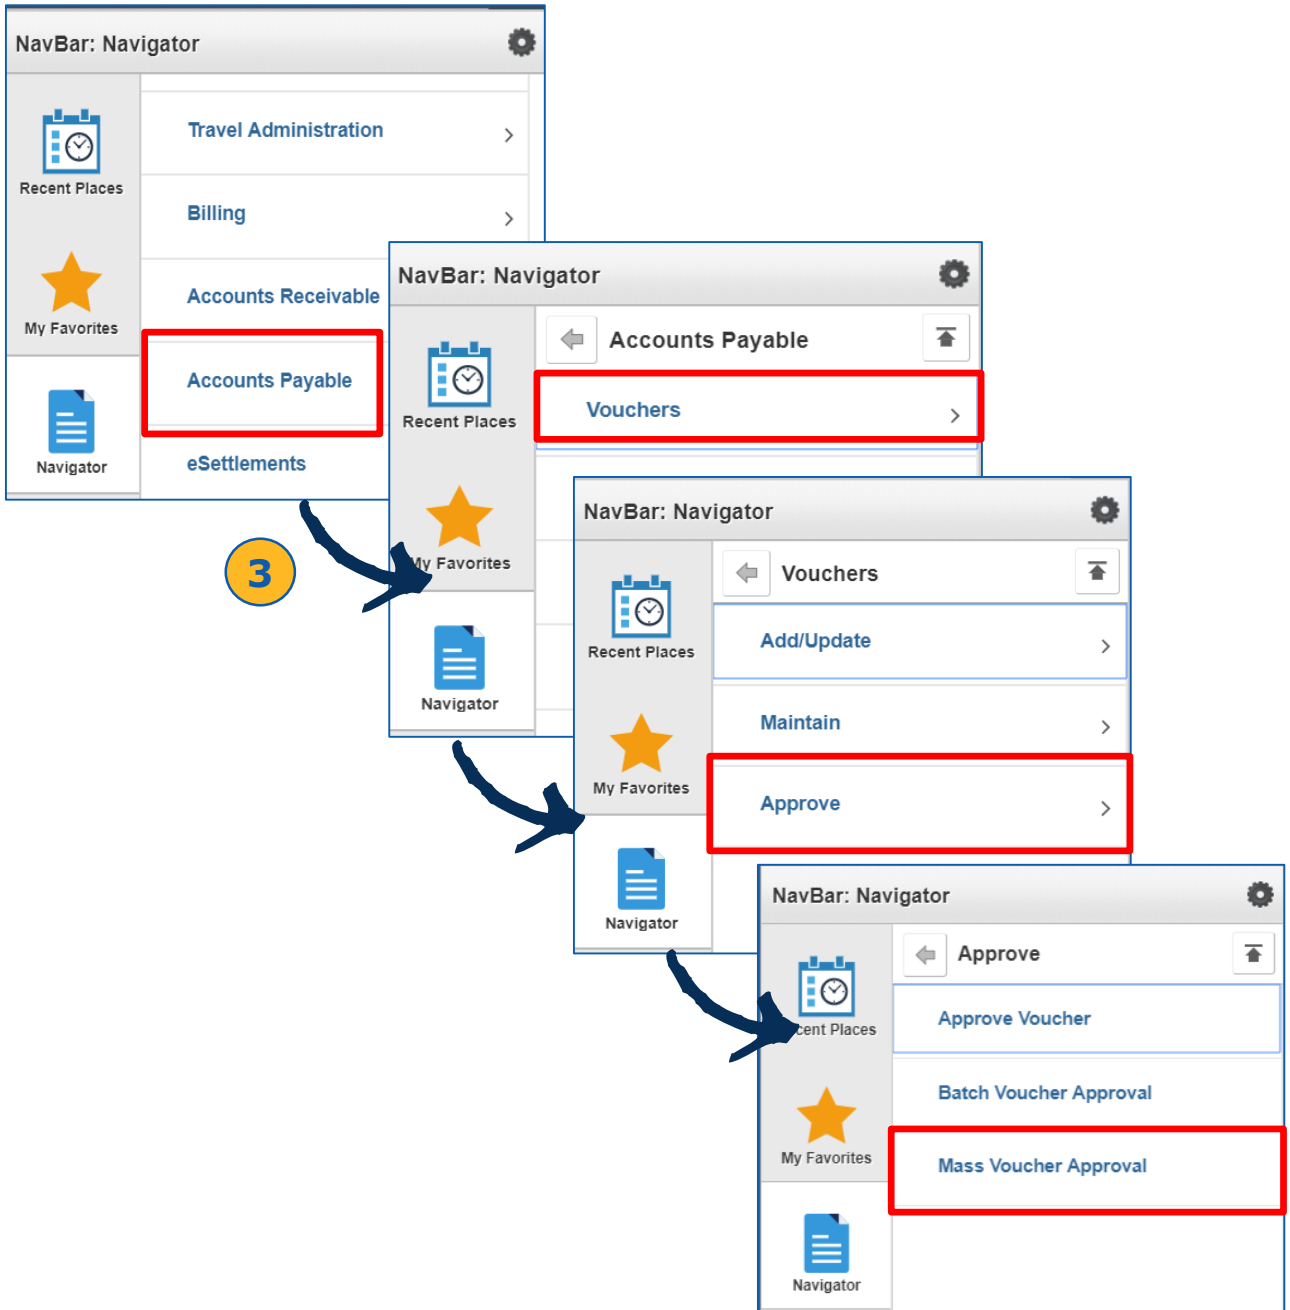 NavBar: Navigator
Recent Places
My Favorites
Navigator
Travel Administration
Billing
Accounts Receivable
Accounts Payable
eSettlements
3
NavBar: Navigator
Recent Places
My Favorites
Navigator
Accounts Payable
Vouchers
NavBar: Navigator
Recent Places
My Favorites
Navigator
Vouchers
Add/Update
Maintain
Approve
NavBar: Navigator
cent Places
My Favorites
Navigator
Approve
Approve Voucher
Batch Voucher Approval
Mass Voucher Approval